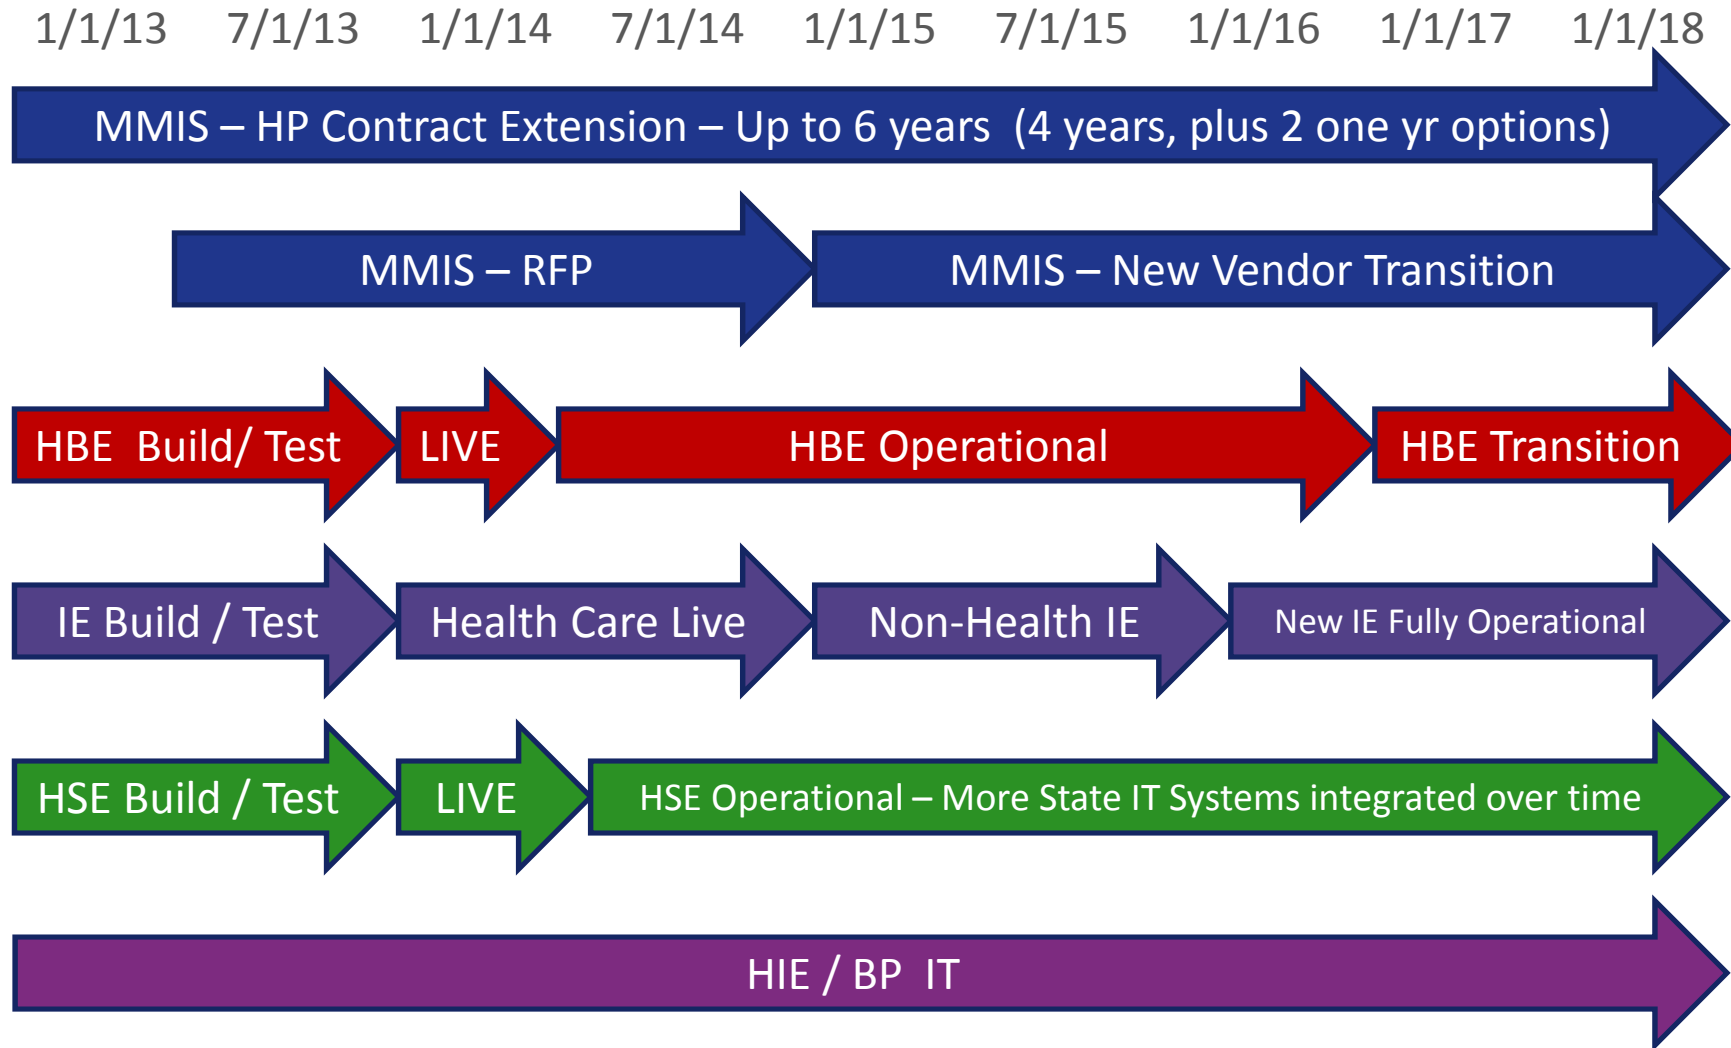 1/1/13 7/1/13 1/1/14 7/1/14 1/1/15 7/1/15 1/1/16 1/1/17 1/1/18
MMIS – HP Contract Extension – Up to 6 years (4 years, plus 2 one yr options)
MMIS – RFP MMIS – New Vendor Transition
HBE Build/ Test LIVE HBE Operational HBE Transition
IE Build / Test Health Care Live Non-Health IE New IE Fully Operational
HSE Build / Test LIVE HSE Operational – More State IT Systems integrated over time
HIE / BP IT